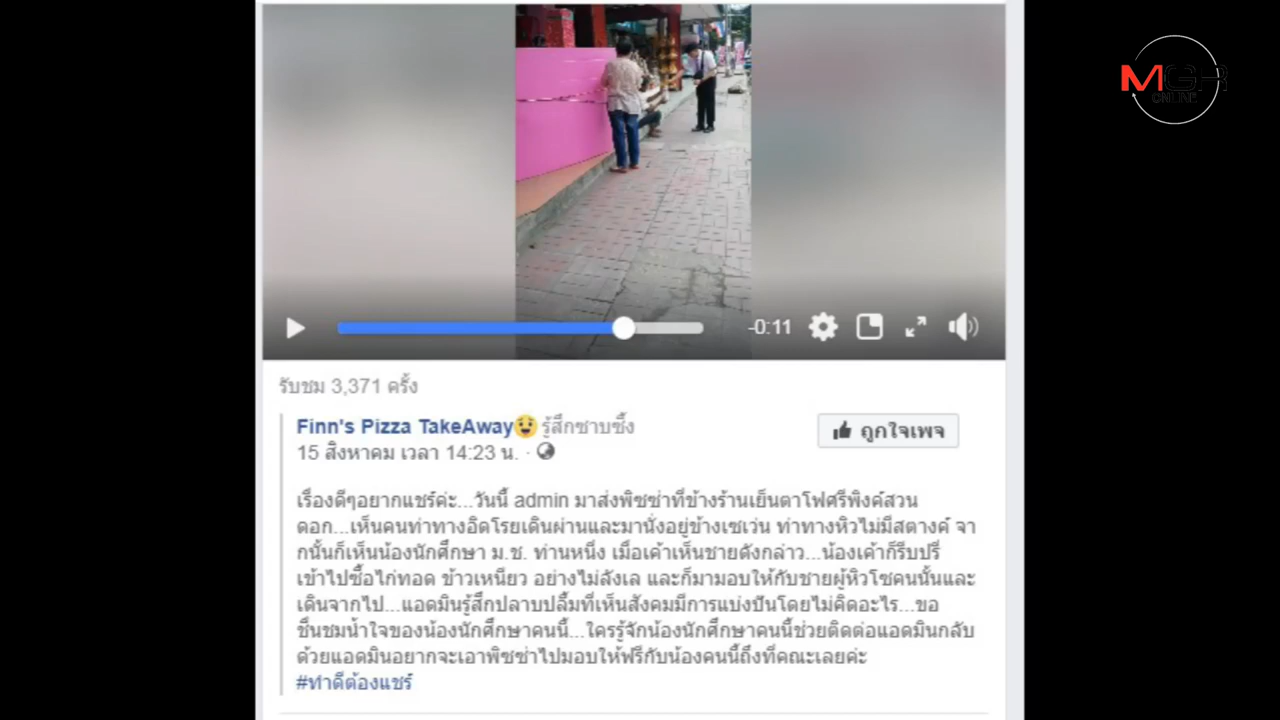 MGR
ONLINE
-0:11
รับชม 3,371 ครั้ง
Finn's Pizza TakeAway รู้สึกซาบซึ้ง
ถูกใจเพจ
15 สิงหาคม เวลา 14:23 น. ·
เรื่องดีๆอยากแชร์ค่ะ...วันนี้ admin มาส่งพิซซ่าที่ข้างร้านเย็นตาโฟศรีพิงค์สวน
ดอก...เห็นคนท่าทางอิดโรยเดินผ่านและมานั่งอยู่ข้างเซเว่น ท่าทางหิวไม่มีสตางค์ จา
กนั้นก็เห็นน้องนักศึกษา ม.ช. ท่านหนึ่ง เมื่อเค้าเห็นชายดังกล่าว...น้องเค้าก็รีบปรี่
เข้าไปซื้อไก่ทอด ข้าวเหนียว อย่างไม่ลังเล และก็มามอบให้กับชายผู้หิวโซคนนั้นและ
เดินจากไป...แอดมินรู้สึกปลาบปลื้มที่เห็นสังคมมีการแบ่งปันโดยไม่คิดอะไร...ขอ
ชื่นชมน้ำใจของน้องนักศึกษาคนนี้...ใครรู้จักน้องนักศึกษาคนนี้ช่วยติดต่อแอดมินกลับ
ด้วยแอดมินอยากจะเอาพิซซ่าไปมอบให้ฟรีกับน้องคนนี้ถึงที่คณะเลยค่ะ
#ทำดีต้องแชร์